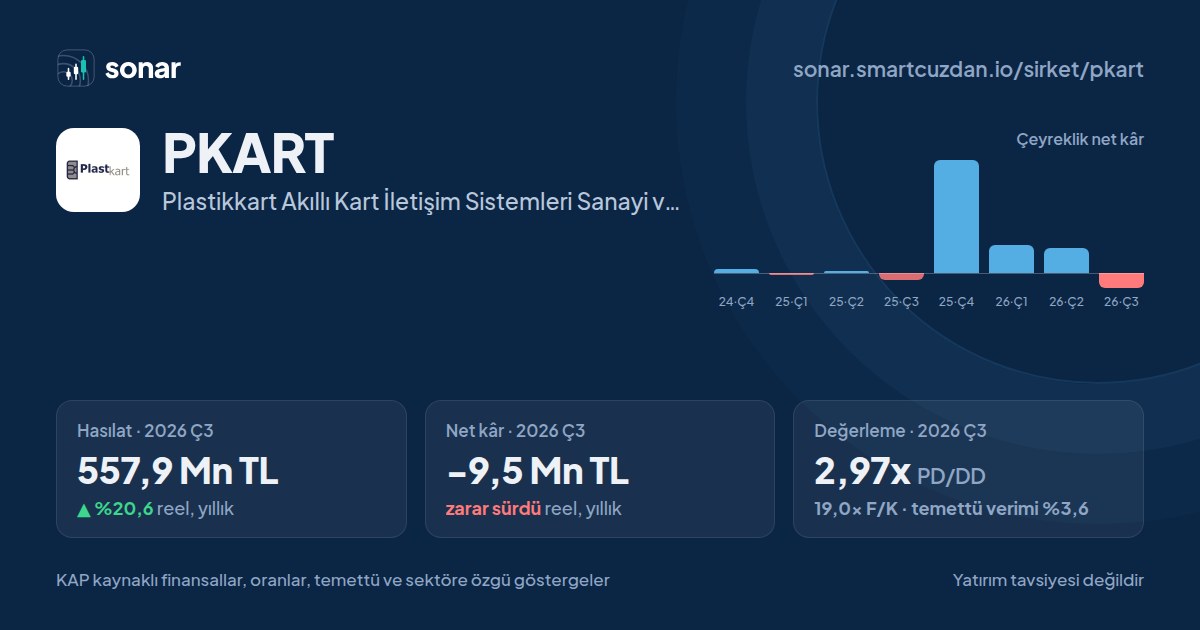 sonar
sonar.smartcuzdan.io/sirket/pkart
Plastkart
PKART
Plastikkart Akıllı Kart İletişim Sistemleri Sanayi v...
Çeyreklik net kâr
24·Ç4 25·Ç1 25·Ç2 25·Ç3 25·Ç4 26·Ç1 26·Ç2 26·Ç3
Hasılat · 2026 Ç3
557,9 Mn TL
▲ %20,6 reel, yıllık
Net kâr · 2026 Ç3
−9,5 Mn TL
zarar sürdü reel, yıllık
Değerleme · 2026 Ç3
2,97x PD/DD
19,0× F/K · temettü verimi %3,6
KAP kaynaklı finansallar, oranlar, temettü ve sektöre özgü göstergeler
Yatırım tavsiyesi değildir